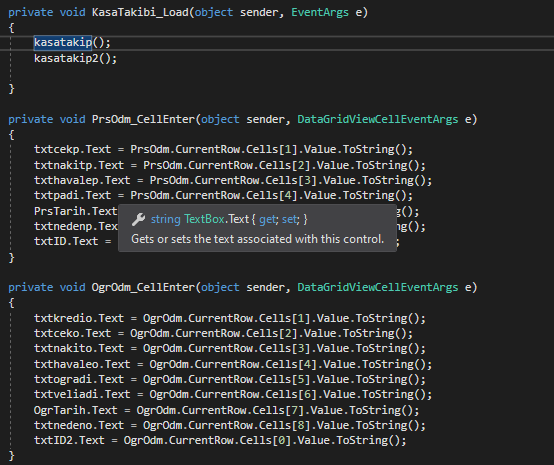 private void KasaTakibi_Load(object sender, EventArgs e)
{
kasatakip();
kasatakip2();
}
private void PrsOdm_CellEnter(object sender, DataGridViewCellEventArgs e)
{
txtcekp.Text = PrsOdm.CurrentRow.Cells[1].Value.ToString();
txtnakitp.Text = PrsOdm.CurrentRow.Cells[2].Value.ToString();
txthavalep.Text = PrsOdm.CurrentRow.Cells[3].Value.ToString();
txtpadi.Text = PrsOdm.CurrentRow.Cells[4].Value.ToString();
PrsTarih.Text g();
string TextBox.Text { get; set; }
txtnedenp.Text ng();
Gets or sets the text associated with this control.
txtID.Text = ;
}
private void OgrOdm_CellEnter(object sender, DataGridViewCellEventArgs e)
{
txtkredio.Text = OgrOdm.CurrentRow.Cells[1].Value.ToString();
txtceko.Text = OgrOdm.CurrentRow.Cells[2].Value.ToString();
txtnakito.Text = OgrOdm.CurrentRow.Cells[3].Value.ToString();
txthavaleo.Text = OgrOdm.CurrentRow.Cells[4].Value.ToString();
txtogradi.Text = OgrOdm.CurrentRow.Cells[5].Value.ToString();
txtveliadi.Text = OgrOdm.CurrentRow.Cells[6].Value.ToString();
OgrTarih.Text = OgrOdm.CurrentRow.Cells[7].Value.ToString();
txtnedeno.Text = OgrOdm.CurrentRow.Cells[8].Value.ToString();
txtID2.Text = OgrOdm.CurrentRow.Cells[0].Value.ToString();
}